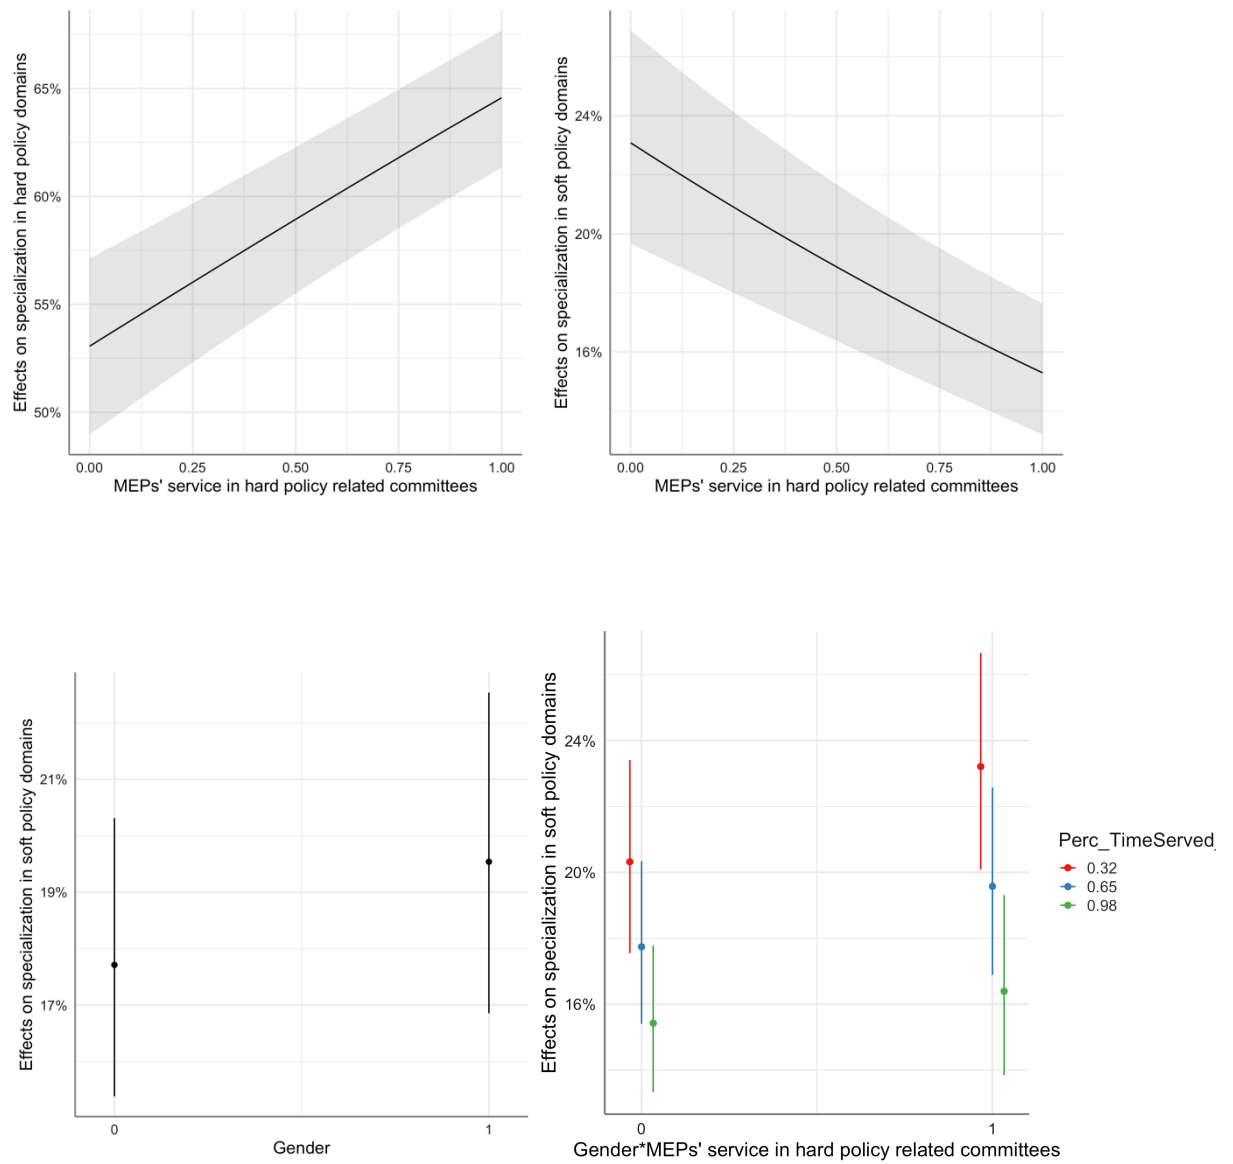 Effects on specialization in hard policy domains
65%
60%
55%
50%
0.00 0.25 0.50 0.75 1.00
MEPs' service in hard policy related committees
Effects on specialization in soft policy domains
24%
20%
16%
0.00 0.25 0.50 0.75 1.00
MEPs' service in hard policy related committees
Effects on specialization in soft policy domains
21%
19%
17%
0 1
Gender
Effects on specialization in soft policy domains
24%
20%
16%
0 1
Gender*MEPs' service in hard policy related committees
Perc_TimeServed_
0.32
0.65
0.98